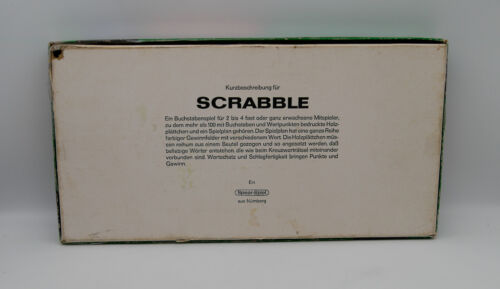 Kurzbeschreibung für
SCRABBLE
Ein Buchstabenspiel für 2 bis 4 fast oder ganz erwachsene Mitspieler,
zu dem mehr als 100 mit Buchstaben und Wertpunkten bedruckte Holz-
plättchen und ein Spielplan gehören. Der Spielplan hat eine ganze Reihe
farbiger Gewinnfelder mit verschiedenem Wert. Die Holzplättchen müs-
sen reihum aus einem Beutel gezogen und so angesetzt werden, daß
beliebige Wörter entstehen, die wie beim Kreuzworträtsel miteinander
verbunden sind. Wortschatz und Schlagfertigkeit bringen Punkte und
Gewinn.
Ein
Spear-Spiel
aus Nürnberg